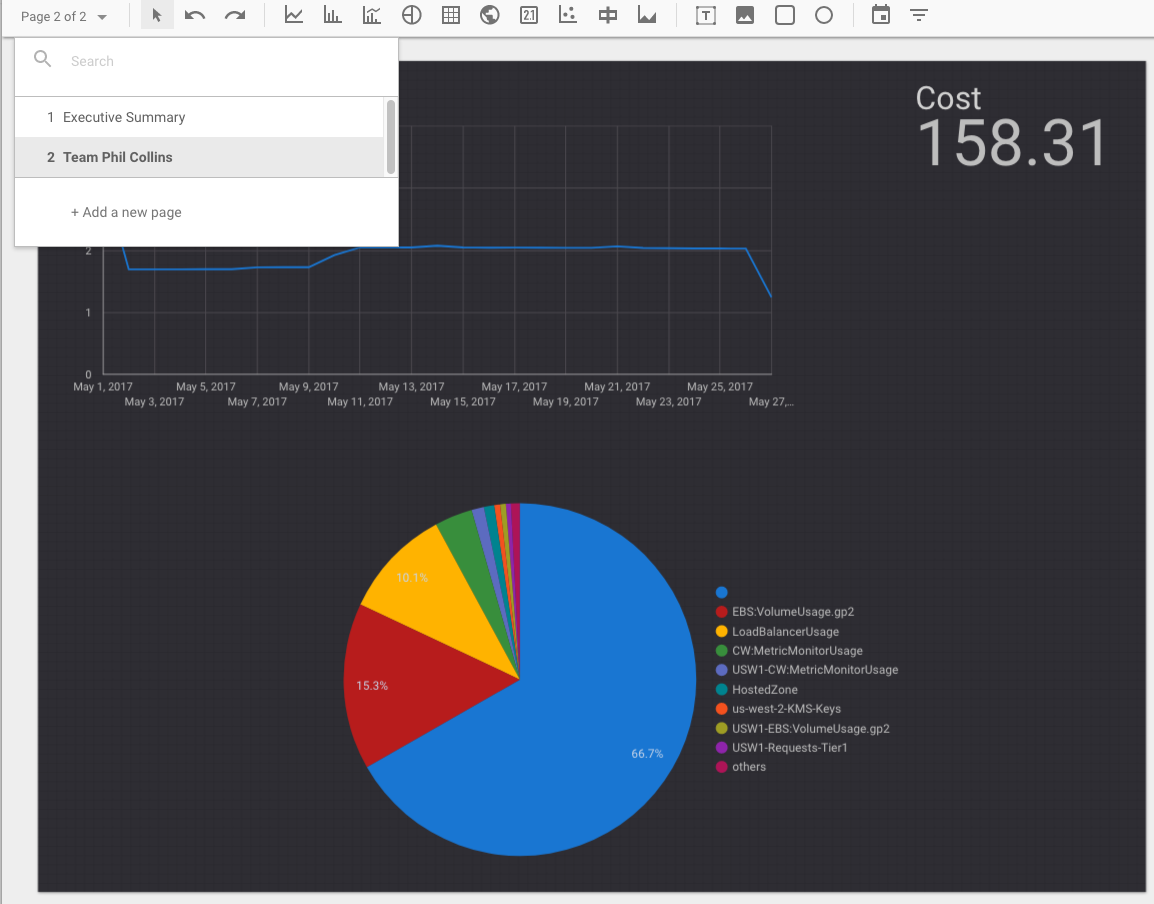 Page 2 of 2
2.1
T
Search
1 Executive Summary
2 Team Phil Collins
+ Add a new page
Cost
158.31
2
1
0
May 1, 2017
May 3, 2017
May 5, 2017
May 7, 2017
May 9, 2017
May 11, 2017
May 13, 2017
May 15, 2017
May 17, 2017
May 19, 2017
May 21, 2017
May 23, 2017
May 25, 2017
May 27,...
10.1%
15.3%
66.7%
EBS:VolumeUsage.gp2
LoadBalancerUsage
CW:MetricMonitorUsage
USW1-CW:MetricMonitorUsage
HostedZone
us-west-2-KMS-Keys
USW1-EBS:VolumeUsage.gp2
USW1-Requests-Tier1
others